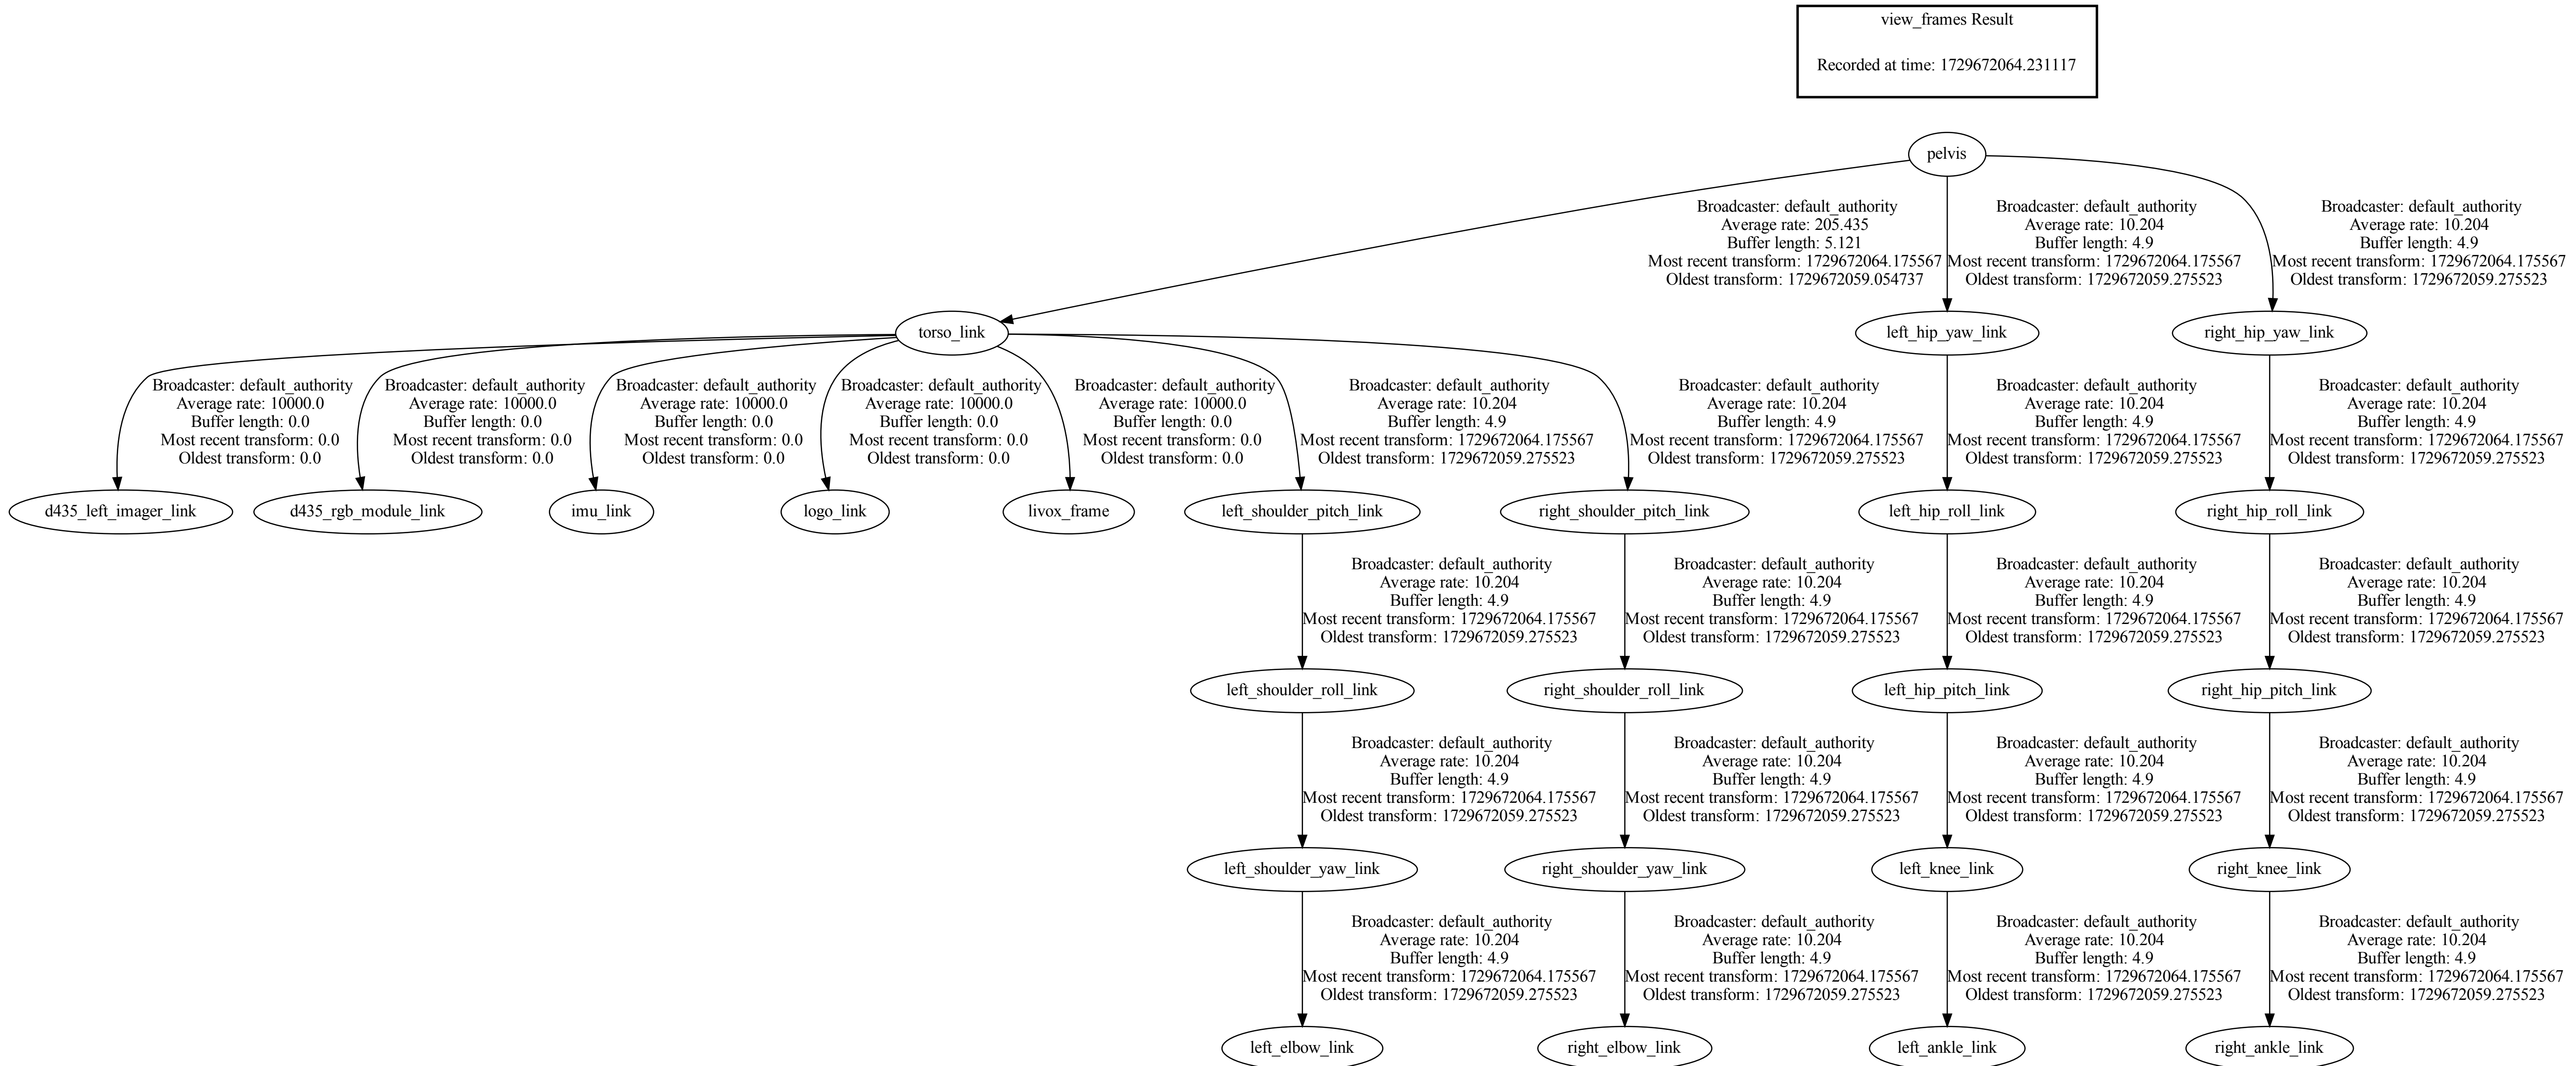 view_frames Result
Recorded at time: 1729672064.231117
pelvis
Broadcaster: default_authority
Average rate: 205.435
Buffer length: 5.121
Most recent transform: 1729672064.175567
Oldest transform: 1729672059.054737
Broadcaster: default_authority
Average rate: 10.204
Buffer length: 4.9
Most recent transform: 1729672064.175567
Oldest transform: 1729672059.275523
Broadcaster: default_authority
Average rate: 10.204
Buffer length: 4.9
Most recent transform: 1729672064.175567
Oldest transform: 1729672059.275523
torso_link
left_hip_yaw_link
right_hip_yaw_link
Broadcaster: default_authority
Average rate: 10000.0
Buffer length: 0.0
Most recent transform: 0.0
Oldest transform: 0.0
Broadcaster: default_authority
Average rate: 10000.0
Buffer length: 0.0
Most recent transform: 0.0
Oldest transform: 0.0
Broadcaster: default_authority
Average rate: 10000.0
Buffer length: 0.0
Most recent transform: 0.0
Oldest transform: 0.0
Broadcaster: default_authority
Average rate: 10000.0
Buffer length: 0.0
Most recent transform: 0.0
Oldest transform: 0.0
Broadcaster: default_authority
Average rate: 10000.0
Buffer length: 0.0
Most recent transform: 0.0
Oldest transform: 0.0
Broadcaster: default_authority
Average rate: 10.204
Buffer length: 4.9
Most recent transform: 1729672064.175567
Oldest transform: 1729672059.275523
Broadcaster: default_authority
Average rate: 10.204
Buffer length: 4.9
Most recent transform: 1729672064.175567
Oldest transform: 1729672059.275523
Broadcaster: default_authority
Average rate: 10.204
Buffer length: 4.9
Most recent transform: 1729672064.175567
Oldest transform: 1729672059.275523
Broadcaster: default_authority
Average rate: 10.204
Buffer length: 4.9
Most recent transform: 1729672064.175567
Oldest transform: 1729672059.275523
d435_left_imager_link
d435_rgb_module_link
imu_link
logo_link
livox_frame
left_shoulder_pitch_link
right_shoulder_pitch_link
left_hip_roll_link
right_hip_roll_link
Broadcaster: default_authority
Average rate: 10.204
Buffer length: 4.9
Most recent transform: 1729672064.175567
Oldest transform: 1729672059.275523
Broadcaster: default_authority
Average rate: 10.204
Buffer length: 4.9
Most recent transform: 1729672064.175567
Oldest transform: 1729672059.275523
Broadcaster: default_authority
Average rate: 10.204
Buffer length: 4.9
Most recent transform: 1729672064.175567
Oldest transform: 1729672059.275523
Broadcaster: default_authority
Average rate: 10.204
Buffer length: 4.9
Most recent transform: 1729672064.175567
Oldest transform: 1729672059.275523
left_shoulder_roll_link
right_shoulder_roll_link
left_hip_pitch_link
right_hip_pitch_link
Broadcaster: default_authority
Average rate: 10.204
Buffer length: 4.9
Most recent transform: 1729672064.175567
Oldest transform: 1729672059.275523
Broadcaster: default_authority
Average rate: 10.204
Buffer length: 4.9
Most recent transform: 1729672064.175567
Oldest transform: 1729672059.275523
Broadcaster: default_authority
Average rate: 10.204
Buffer length: 4.9
Most recent transform: 1729672064.175567
Oldest transform: 1729672059.275523
Broadcaster: default_authority
Average rate: 10.204
Buffer length: 4.9
Most recent transform: 1729672064.175567
Oldest transform: 1729672059.275523
left_shoulder_yaw_link
right_shoulder_yaw_link
left_knee_link
right_knee_link
Broadcaster: default_authority
Average rate: 10.204
Buffer length: 4.9
Most recent transform: 1729672064.175567
Oldest transform: 1729672059.275523
Broadcaster: default_authority
Average rate: 10.204
Buffer length: 4.9
Most recent transform: 1729672064.175567
Oldest transform: 1729672059.275523
Broadcaster: default_authority
Average rate: 10.204
Buffer length: 4.9
Most recent transform: 1729672064.175567
Oldest transform: 1729672059.275523
Broadcaster: default_authority
Average rate: 10.204
Buffer length: 4.9
Most recent transform: 1729672064.175567
Oldest transform: 1729672059.275523
left_elbow_link
right_elbow_link
left_ankle_link
right_ankle_link